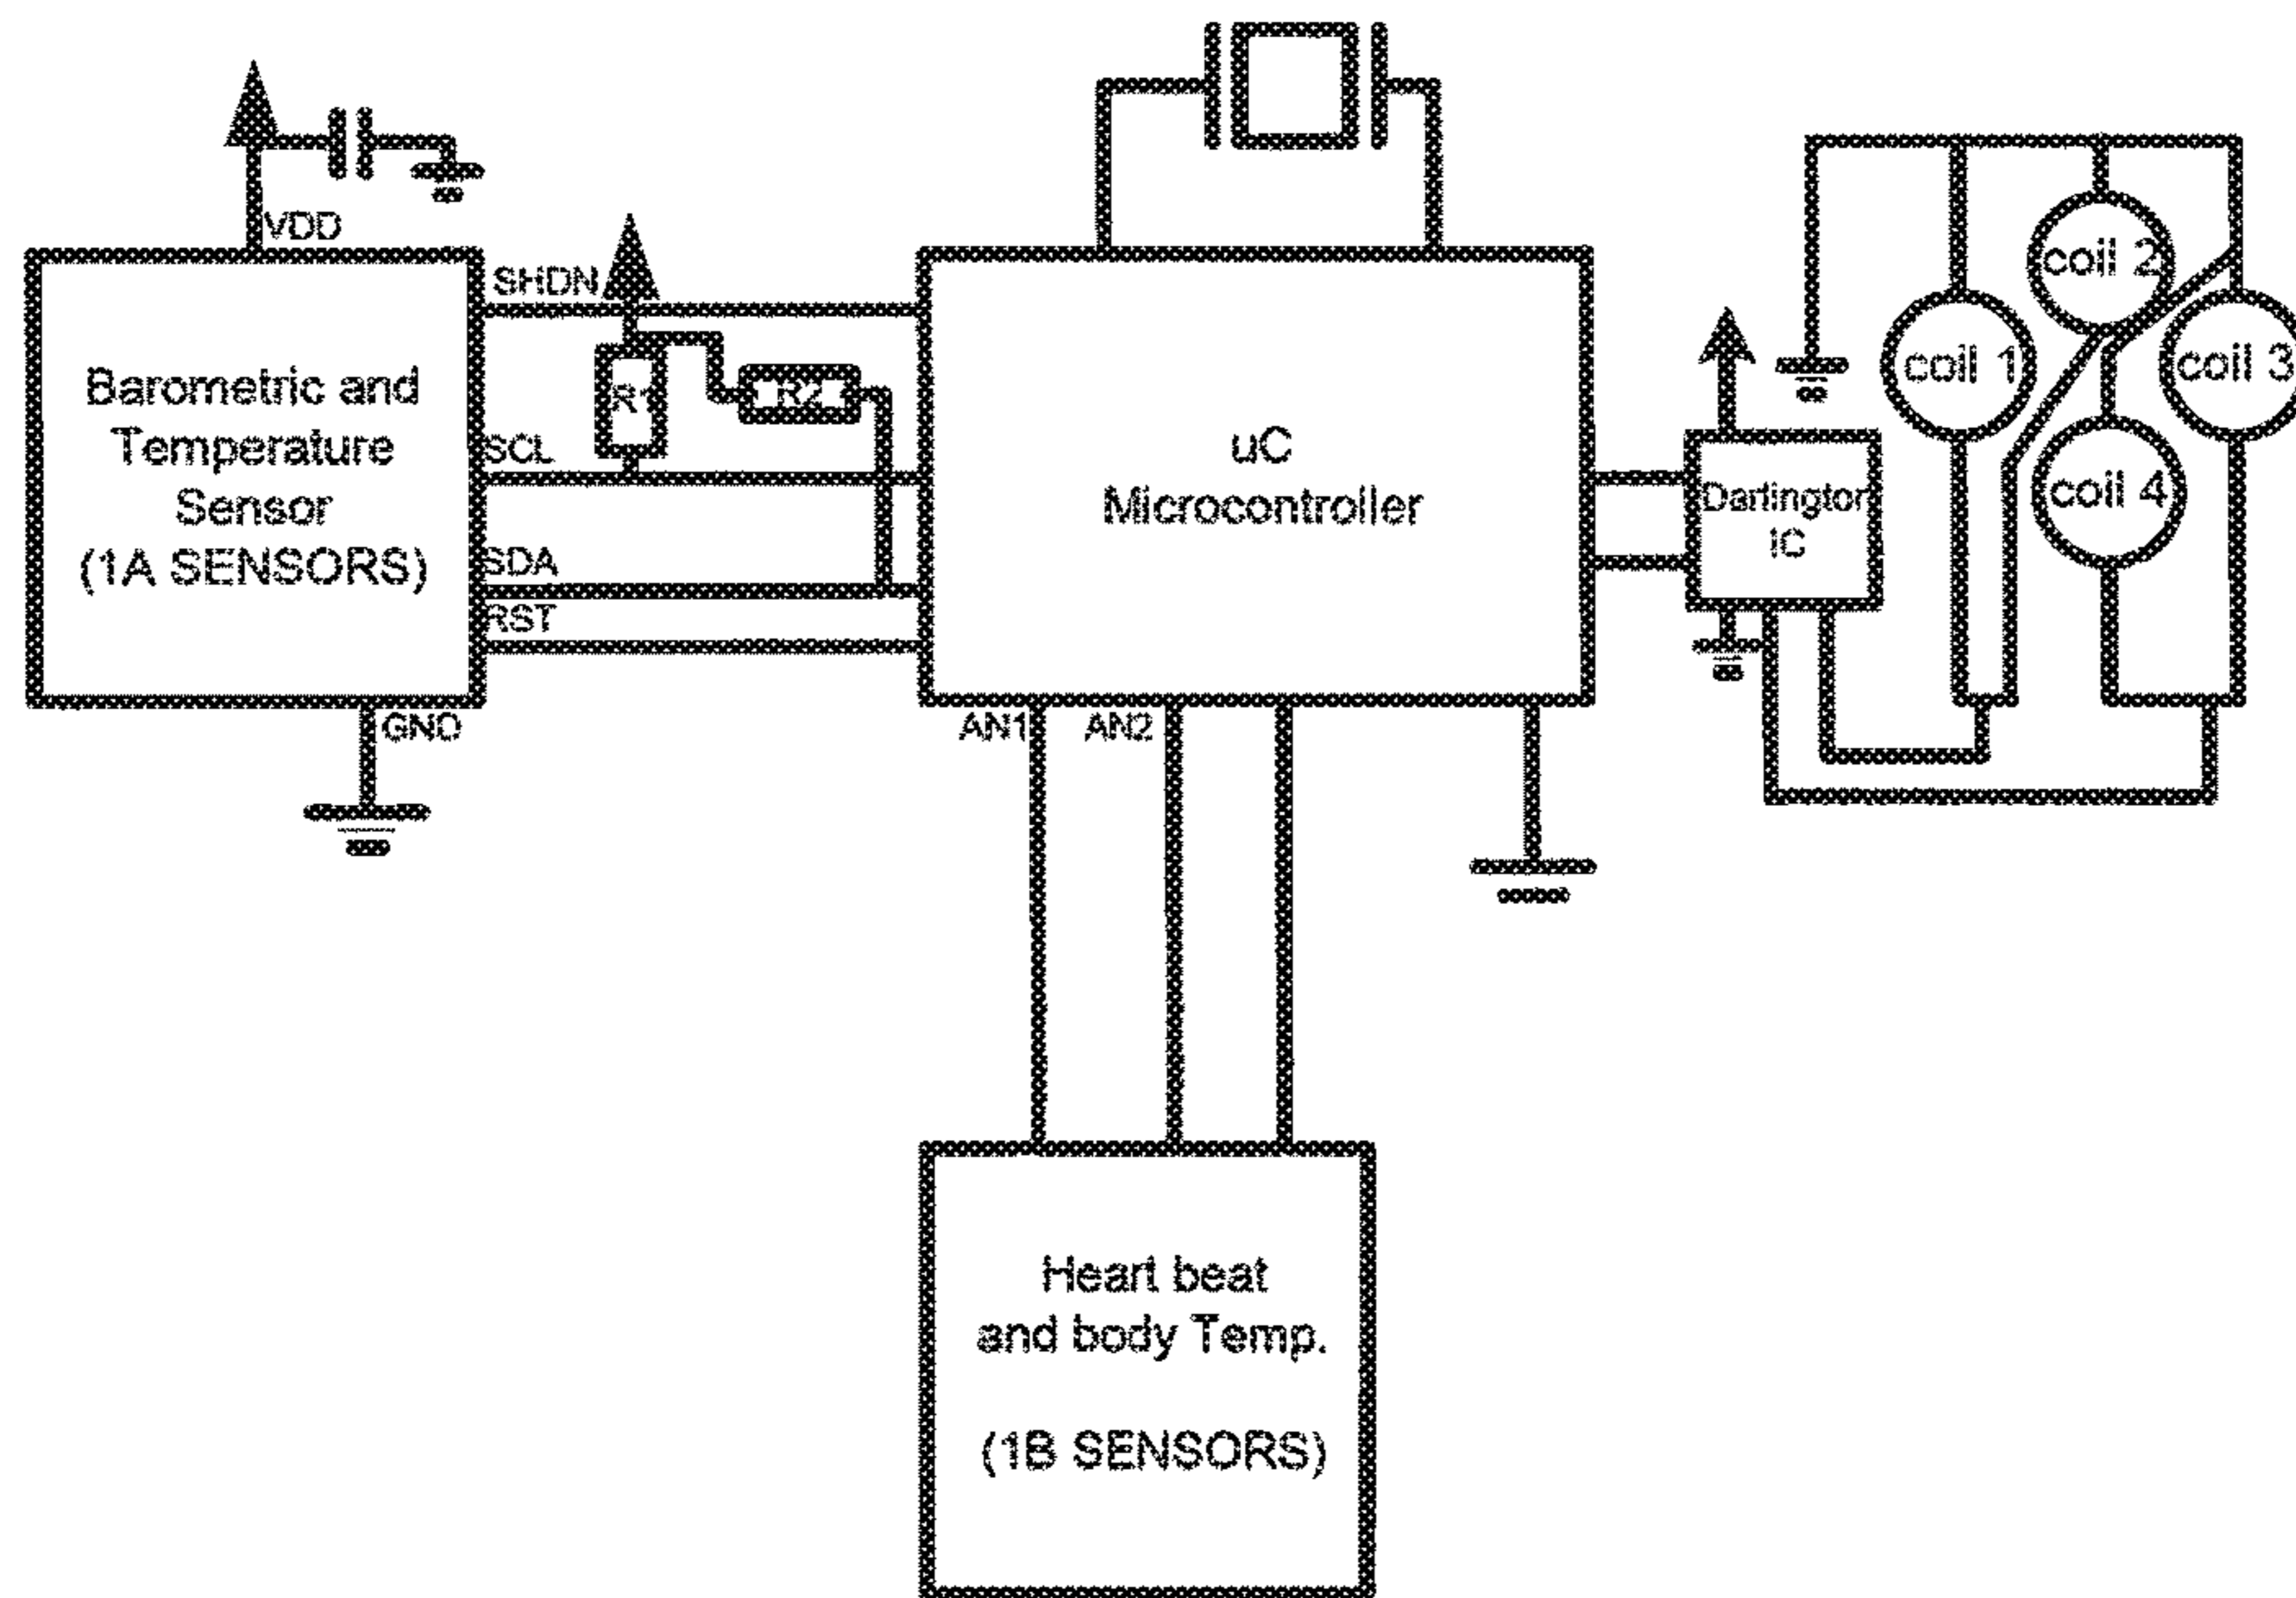 VDD
SHDN
Barometric and
Temperature
Sensor
(1A SENSORS)
R1
R2
SCL
SDA
RST
GND
uC
Microcontroller
AN1
AN2
Darlington
IC
coil 1
coil 2
coil 3
coil 4
Heart beat
and body Temp.
(1B SENSORS)